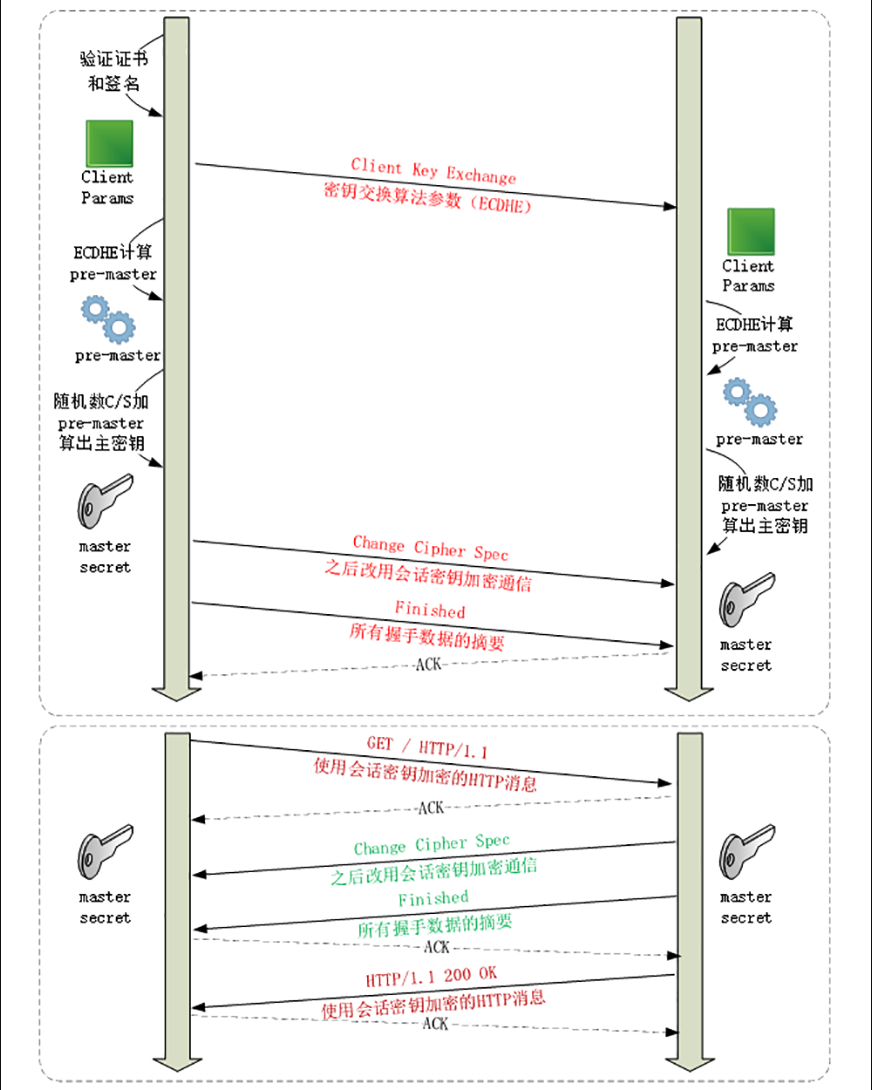 验证证书
和签名
Client
Params
Client Key Exchange
密钥交换算法参数（ECDHE）
Client
Params
ECDHE计算
pre-master
pre-master
ECDHE计算
pre-master
pre-master
随机数C/S加
pre-master
算出主密钥
master
secret
随机数C/S加
pre-master
算出主密钥
Change Cipher Spec
之后改用会话密钥加密通信
Finished
所有握手数据的摘要
ACK
master
secret
GET / HTTP/1.1
使用会话密钥加密的HTTP消息
ACK
Change Cipher Spec
之后改用会话密钥加密通信
master
secret
master
secret
Finished
所有握手数据的摘要
ACK
HTTP/1.1 200 OK
使用会话密钥加密的HTTP消息
ACK